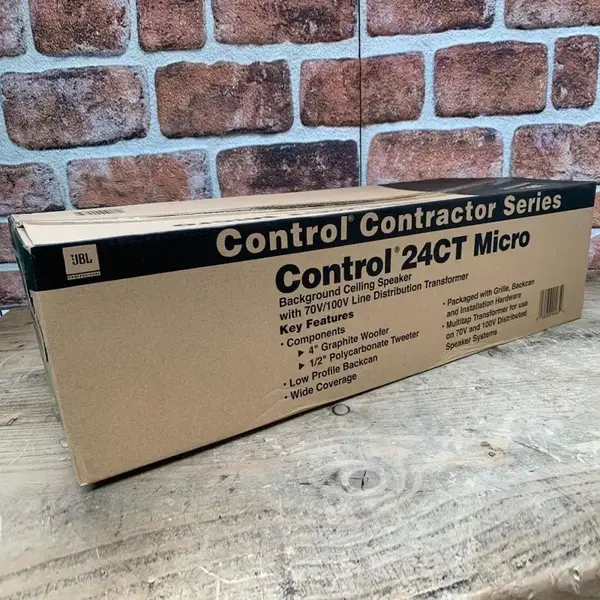 Control® Contractor Series
JBL
PROFESSIONAL
Control® 24CT Micro
Background Ceiling Speaker
with 70V/100V Line Distribution Transformer
Key Features
· Components
▶ 4" Graphite Woofer
▶ 1/2" Polycarbonate Tweeter
· Low Profile Backcan
· Wide Coverage
· Packaged with Grille, Backcan
and Installation Hardware
· Multitap Transformer for use
on 70V and 100V Distributed
Speaker Systems